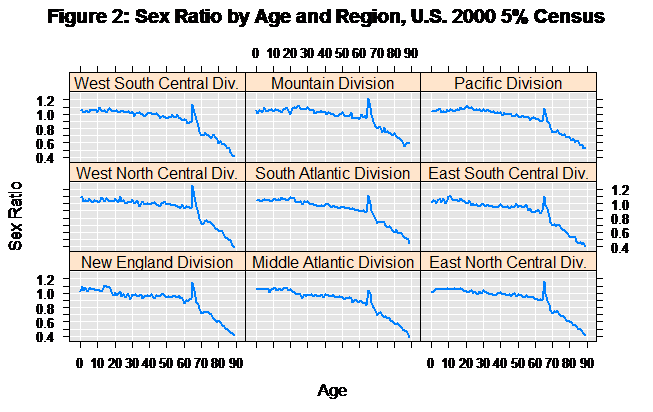 Figure 2: Sex Ratio by Age and Region, U.S. 2000 5% Census
0 10 20 30 40 50 60 70 80 90
West South Central Div. Mountain Division Pacific Division
1.2
1.0
0.8
0.6
0.4
West North Central Div. South Atlantic Division East South Central Div.
1.2
1.0
0.8
0.6
0.4
Sex Ratio
New England Division Middle Atlantic Division East North Central Div.
1.2
1.0
0.8
0.6
0.4
0 10 20 30 40 50 60 70 80 90 0 10 20 30 40 50 60 70 80 90
Age